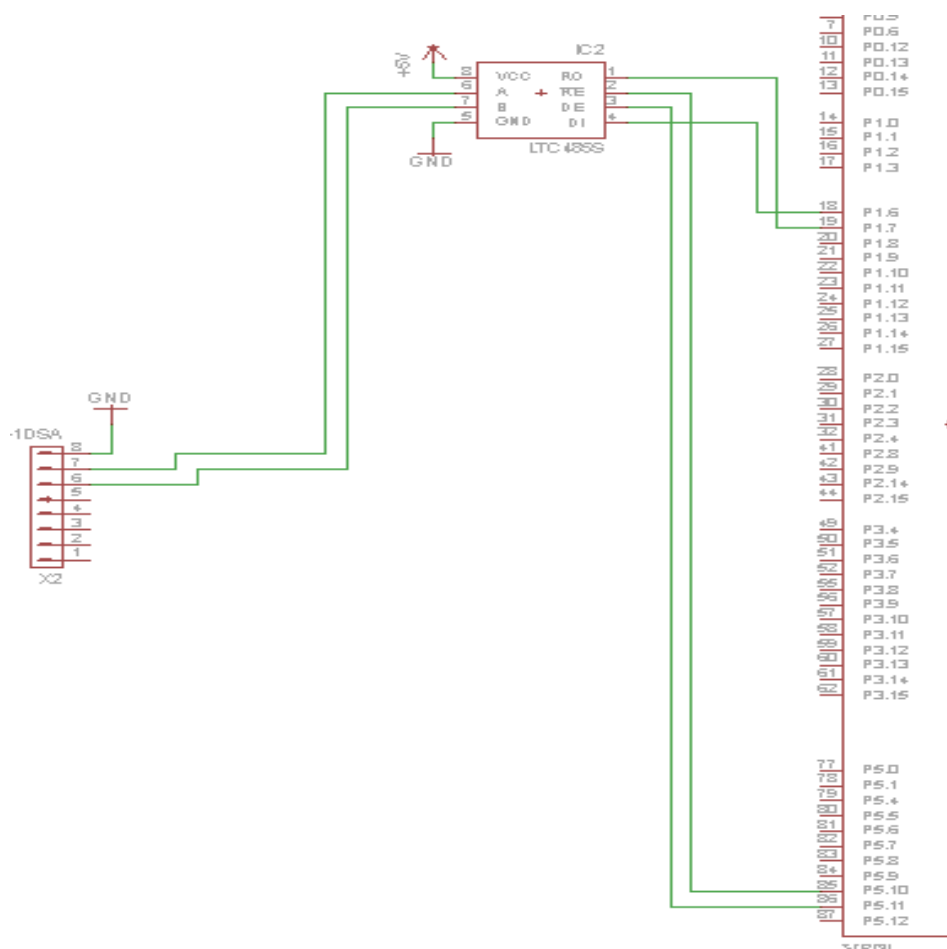 P0.6
7
P0.12
10
P0.13
11
P0.14
12
P0.15
13
+5V
IC2
8 VCC RO 1
6 A RE 2
7 B DE 3
5 GND DI 4
LTC485S
GND
14 P1.0
15 P1.1
16 P1.2
17 P1.3
18 P1.6
19 P1.7
20 P1.8
21 P1.9
22 P1.10
23 P1.11
24 P1.12
25 P1.13
26 P1.14
27 P1.15
28 P2.0
29 P2.1
30 P2.2
31 P2.3
32 P2.4
41 P2.8
42 P2.9
43 P2.14
44 P2.15
GND
-1DSA
8
7
6
5
4
3
2
1
X2
49 P3.4
50 P3.5
51 P3.6
52 P3.7
55 P3.8
56 P3.9
57 P3.10
58 P3.11
59 P3.12
60 P3.13
61 P3.14
62 P3.15
77 P5.0
78 P5.1
79 P5.4
80 P5.5
81 P5.6
82 P5.7
83 P5.8
84 P5.9
85 P5.10
86 P5.11
87 P5.12